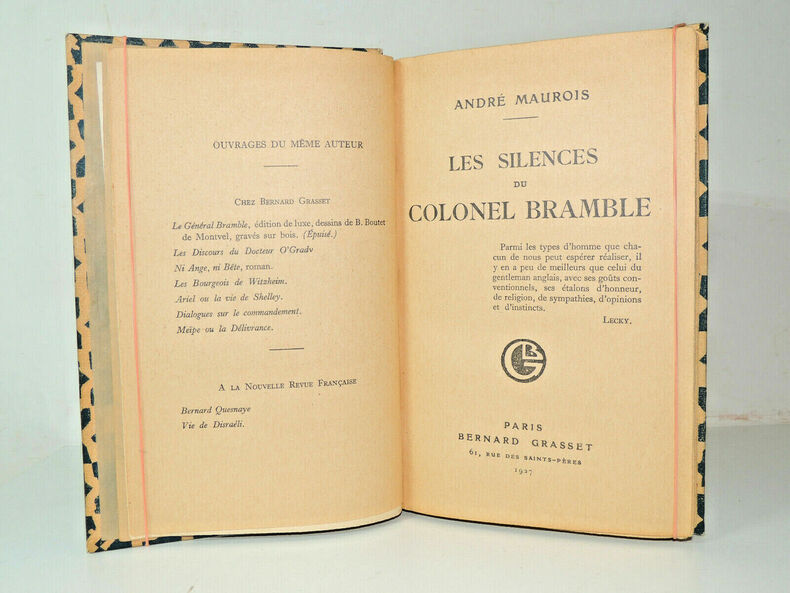 OUVRAGES DU MÊME AUTEUR
CHEZ BERNARD GRASSET
Le Général Bramble, édition de luxe, dessins de B. Boutet
de Montvel, gravés sur bois. (Épuisé.)
Les Discours du Docteur O'Grady
Ni Ange, ni Bête, roman.
Les Bourgeois de Witzheim.
Ariel ou la vie de Shelley.
Dialogues sur le commandement.
Meïpe ou la Délivrance.
A LA NOUVELLE REVUE FRANÇAISE
Bernard Quesnaye
Vie de Disraëli.
ANDRÉ MAUROIS
LES SILENCES
DU
COLONEL BRAMBLE
Parmi les types d'homme que cha-
cun de nous peut espérer réaliser, il
y en a peu de meilleurs que celui du
gentleman anglais, avec ses goûts con-
ventionnels, ses étalons d'honneur,
de religion, de sympathies, d'opinions
et d'instincts.
LECKY.
BG
PARIS
BERNARD GRASSET
61, RUE DES SAINTS-PÈRES
1927